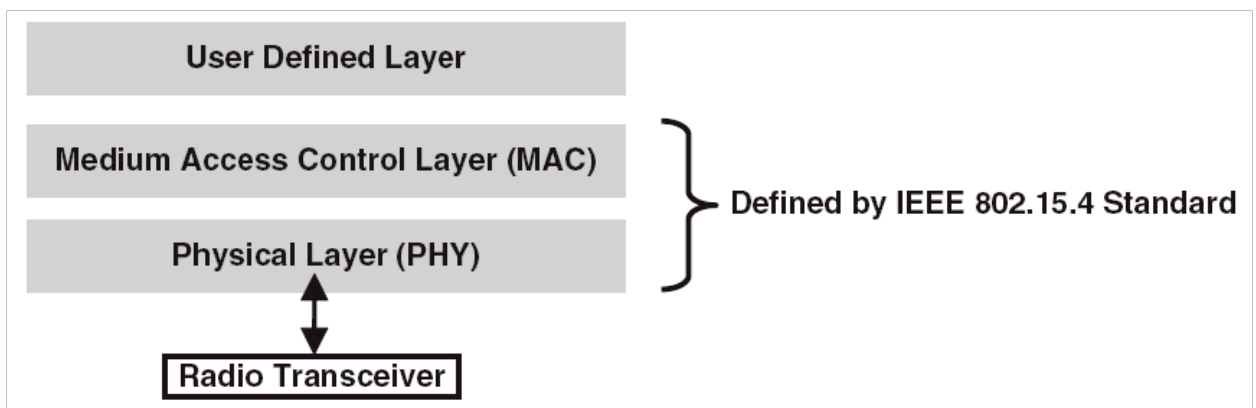 User Defined Layer
Medium Access Control Layer (MAC)
Defined by IEEE 802.15.4 Standard
Physical Layer (PHY)
Radio Transceiver